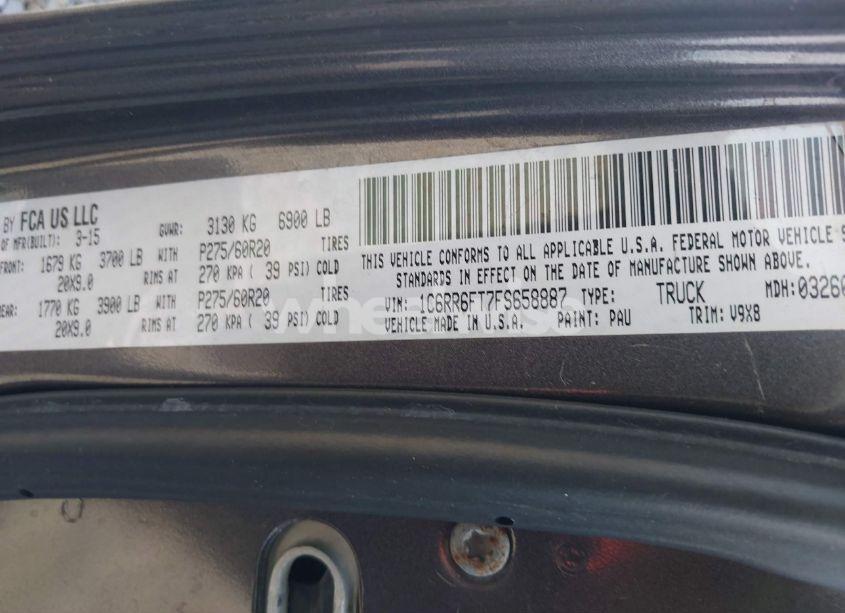 BY FCA US LLC
OF MFR(BUILT): 3-15 GVWR: 3130 KG 6900 LB
FRONT: 1679 KG 3700 LB WITH P275/60R20 TIRES
20X9.0 RIMS AT 270 KPA ( 39 PSI) COLD
REAR: 1770 KG 3900 LB WITH P275/60R20 TIRES
20X9.0 RIMS AT 270 KPA ( 39 PSI) COLD
THIS VEHICLE CONFORMS TO ALL APPLICABLE U.S.A. FEDERAL MOTOR VEHICLE S
STANDARDS IN EFFECT ON THE DATE OF MANUFACTURE SHOWN ABOVE.
VIN: 1C6RR6FT7FS658887 TYPE: TRUCK MDH: 03260
VEHICLE MADE IN U.S.A. PAINT: PAU TRIM: V9X8